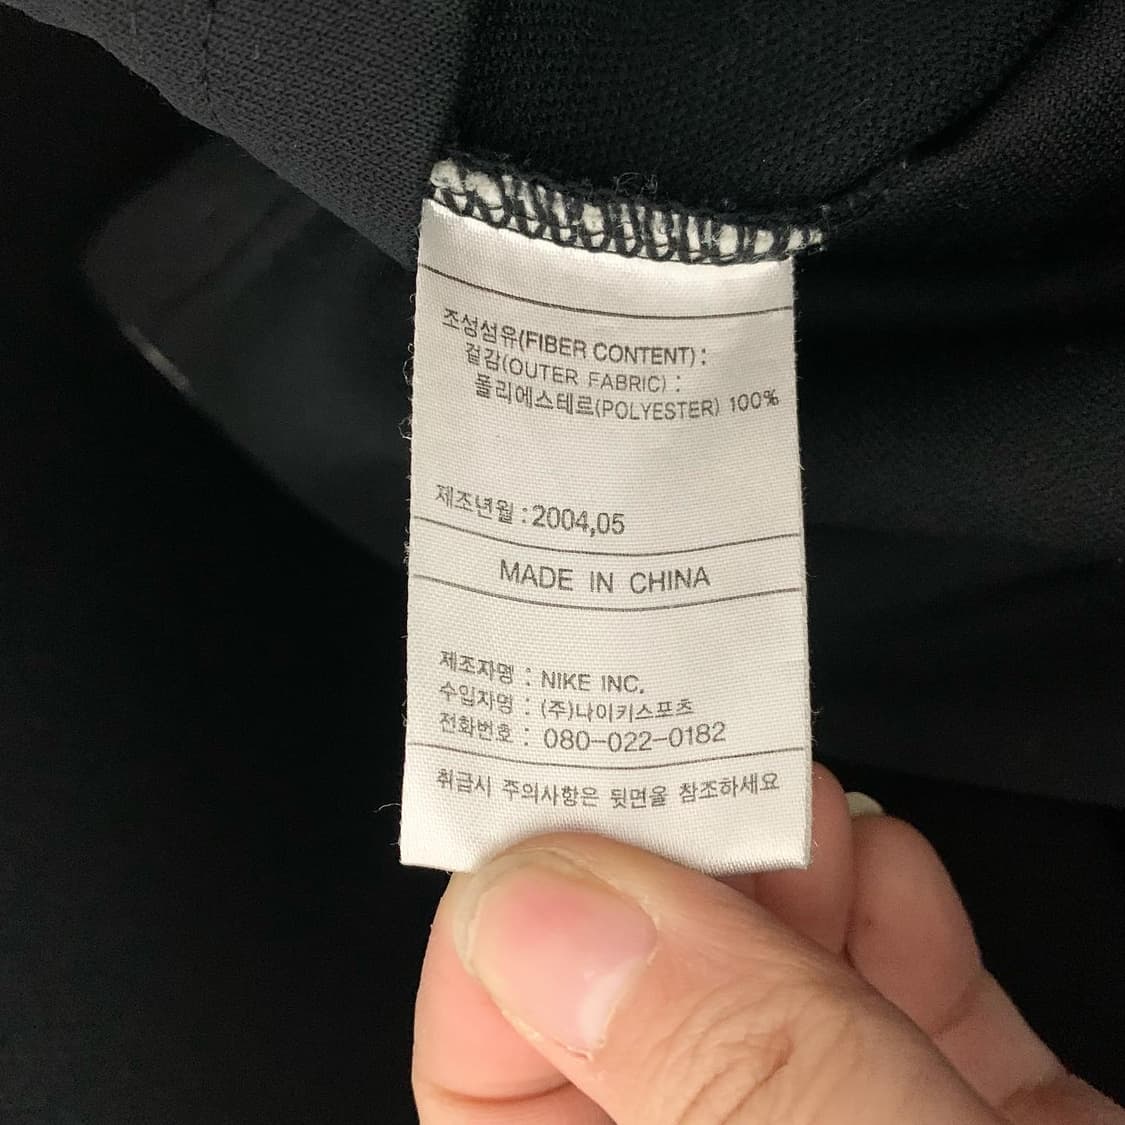 조성섬유(FIBER CONTENT) :
겉감(OUTER FABRIC) :
폴리에스테르(POLYESTER) 100%
제조년월 : 2004,05
MADE IN CHINA
제조자명 : NIKE INC.
수입자명 : (주)나이키스포츠
전화번호 : 080-022-0182
취급시 주의사항은 뒷면을 참조하세요